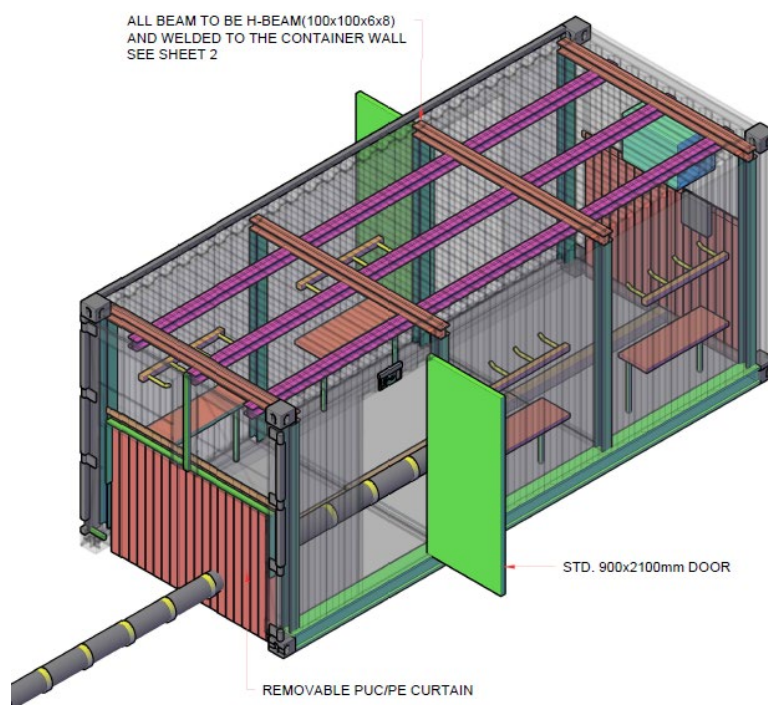 ALL BEAM TO BE H-BEAM(100x100x6x8)
AND WELDED TO THE CONTAINER WALL
SEE SHEET 2
STD. 900x2100mm DOOR
REMOVABLE PUC/PE CURTAIN